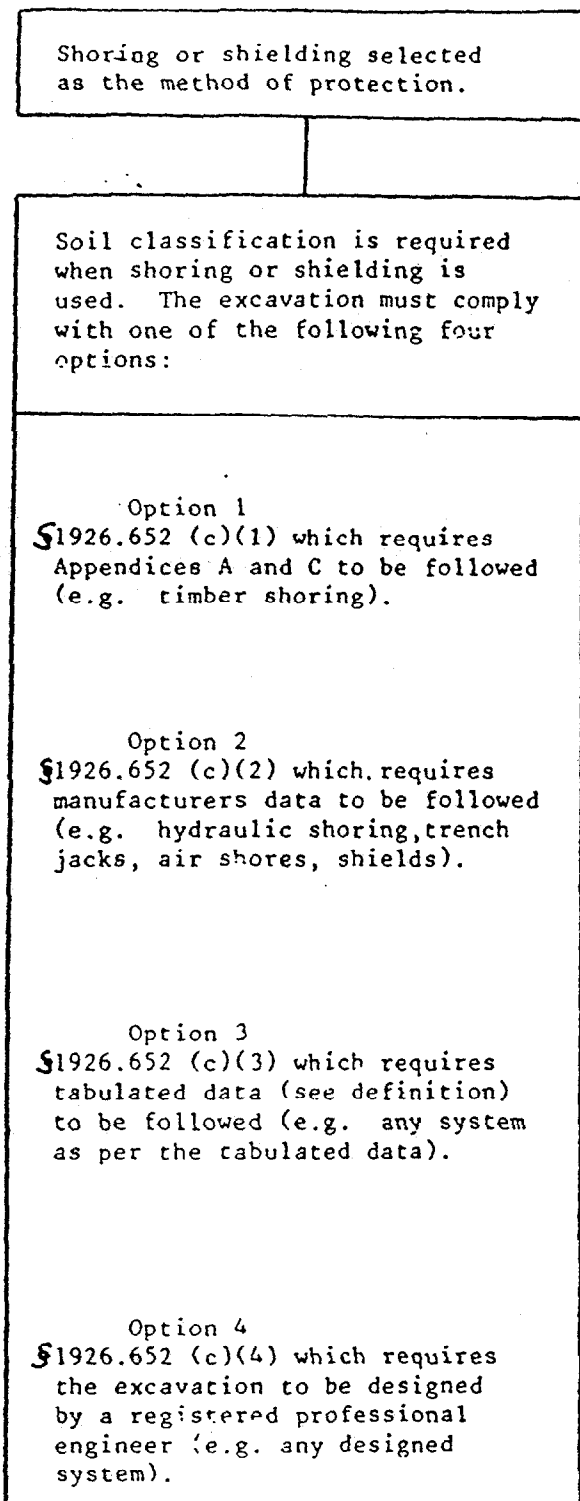 Shoring or shielding selected
as the method of protection.
Soil classification is required
when shoring or shielding is
used. The excavation must comply
with one of the following four
options:
Option 1
§1926.652 (c)(1) which requires
Appendices A and C to be followed
(e.g. timber shoring).
Option 2
§1926.652 (c)(2) which requires
manufacturers data to be followed
(e.g. hydraulic shoring, trench
jacks, air shores, shields).
Option 3
§1926.652 (c)(3) which requires
tabulated data (see definition)
to be followed (e.g. any system
as per the tabulated data).
Option 4
§1926.652 (c)(4) which requires
the excavation to be designed
by a registered professional
engineer (e.g. any designed
system).